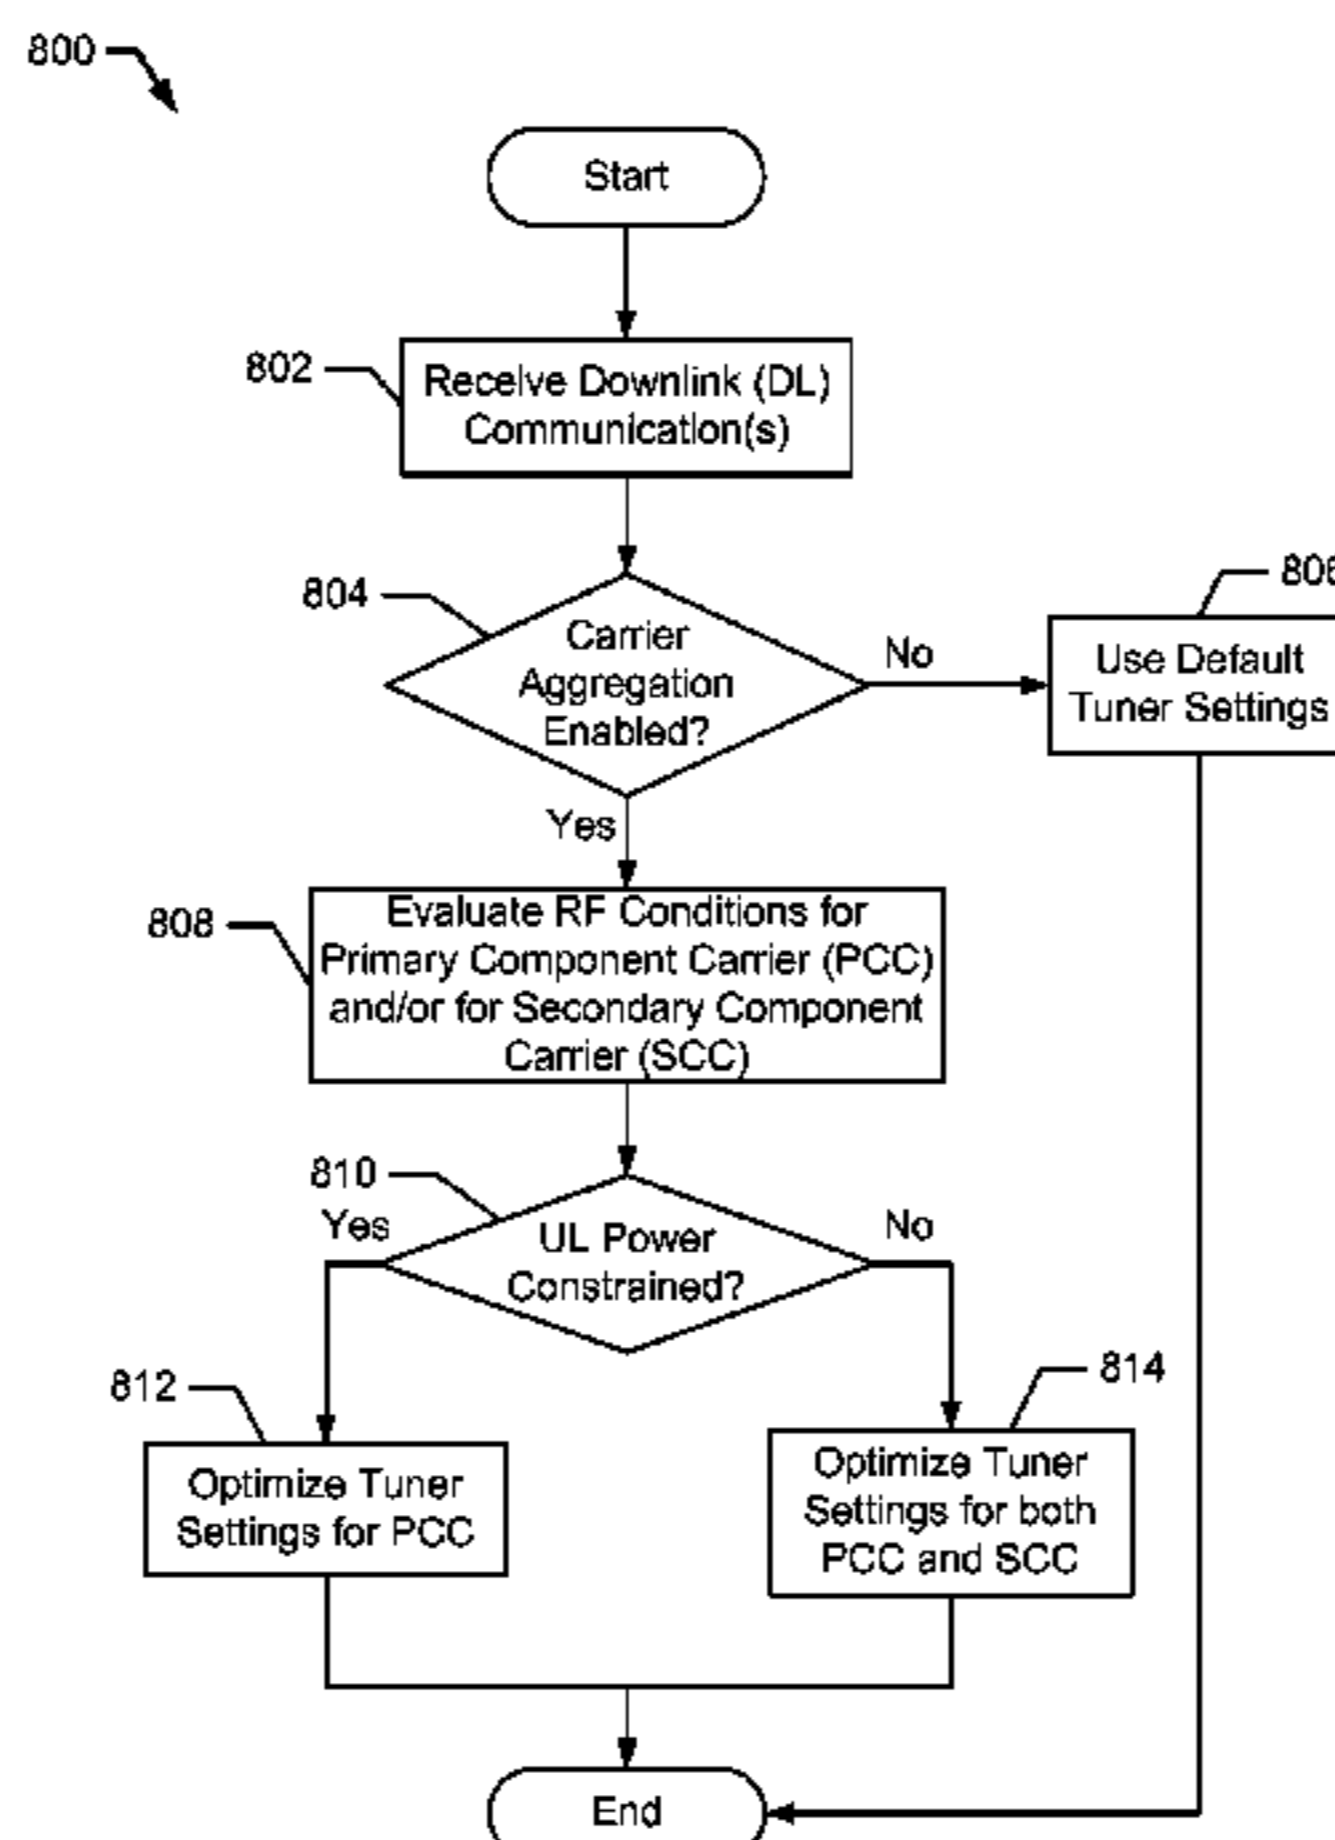 800
Start
802
Receive Downlink (DL)
Communication(s)
804
Carrier
Aggregation
Enabled?
No
806
Use Default
Tuner Settings
Yes
808
Evaluate RF Conditions for
Primary Component Carrier (PCC)
and/or for Secondary Component
Carrier (SCC)
810
Yes
UL Power
Constrained?
No
812
Optimize Tuner
Settings for PCC
814
Optimize Tuner
Settings for both
PCC and SCC
End